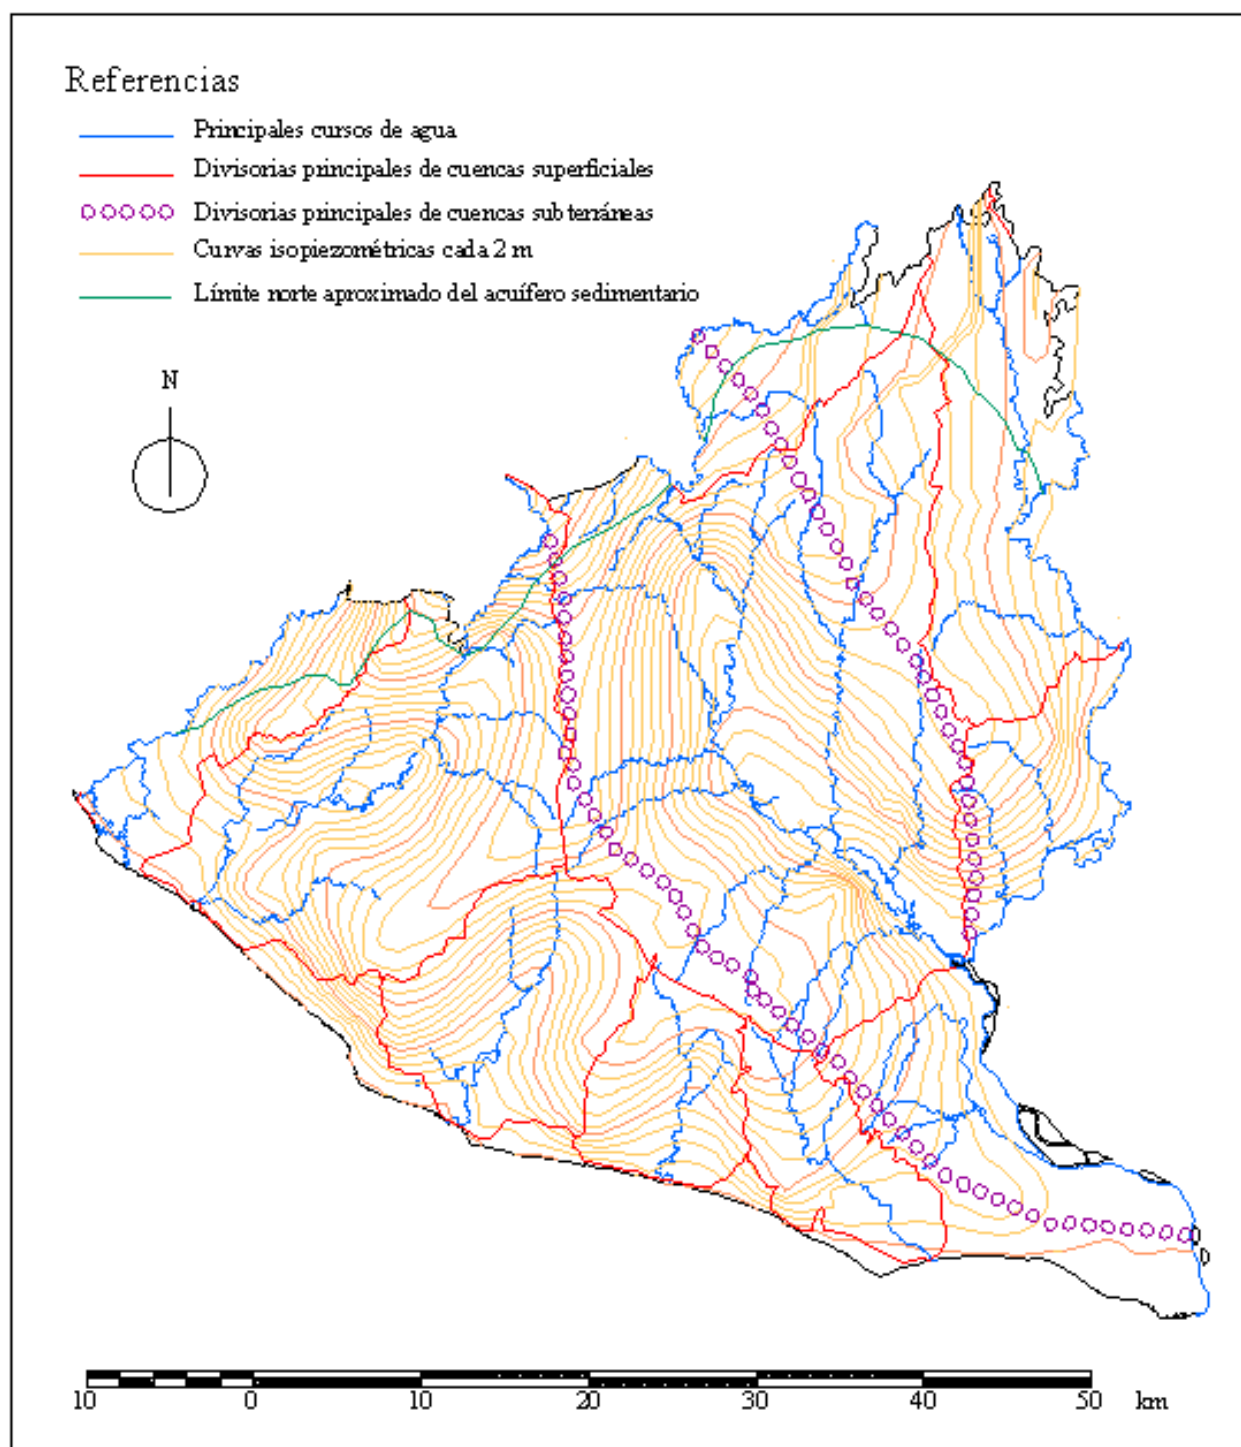 Referencias
Principales cursos de agua
Divisorias principales de cuencas superficiales
Divisorias principales de cuencas subterráneas
Curvas isopiezométricas cada 2 m
Límite norte aproximado del acuífero sedimentario
N
10 0 10 20 30 40 50 km